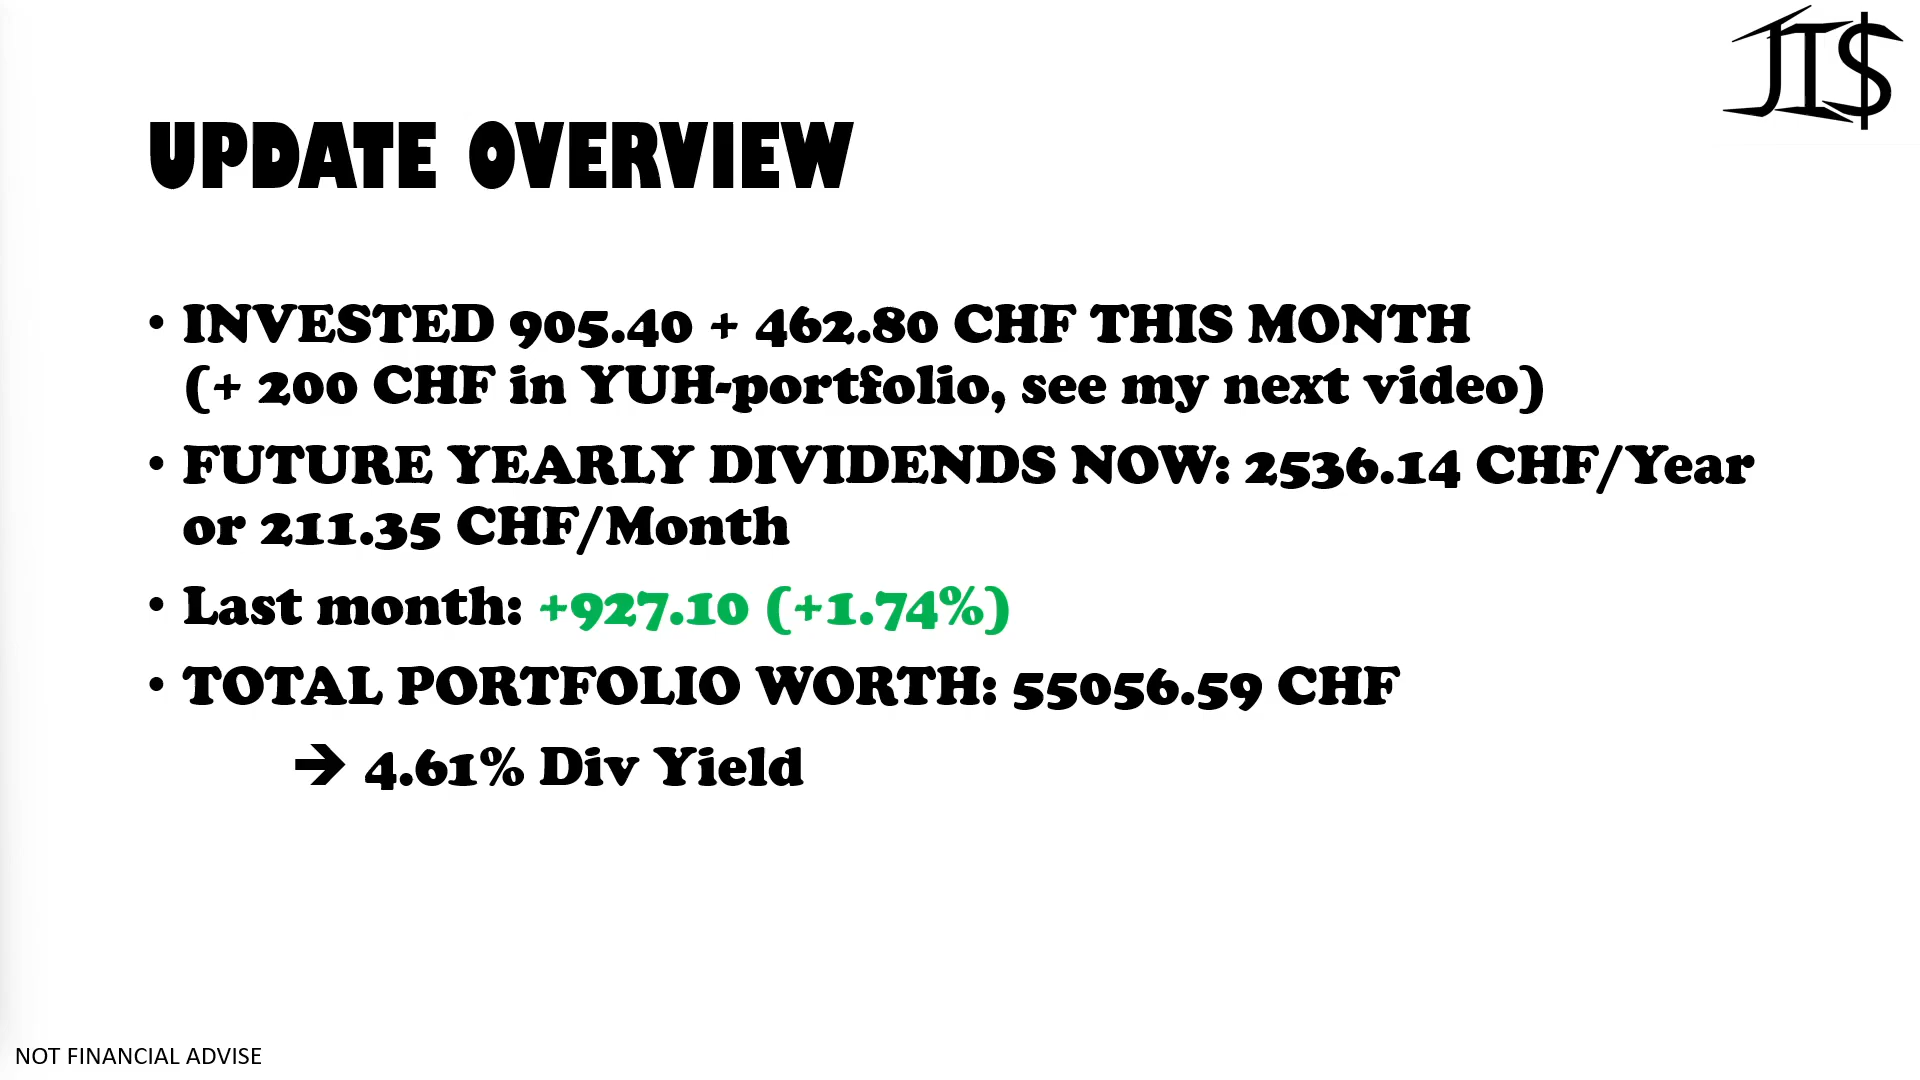 JI$
UPDATE OVERVIEW
• INVESTED 905.40 + 462.80 CHF THIS MONTH
(+ 200 CHF in YUH-portfolio, see my next video)
• FUTURE YEARLY DIVIDENDS NOW: 2536.14 CHF/Year
or 211.35 CHF/Month
• Last month: +927.10 (+1.74%)
• TOTAL PORTFOLIO WORTH: 55056.59 CHF
→ 4.61% Div Yield
NOT FINANCIAL ADVISE